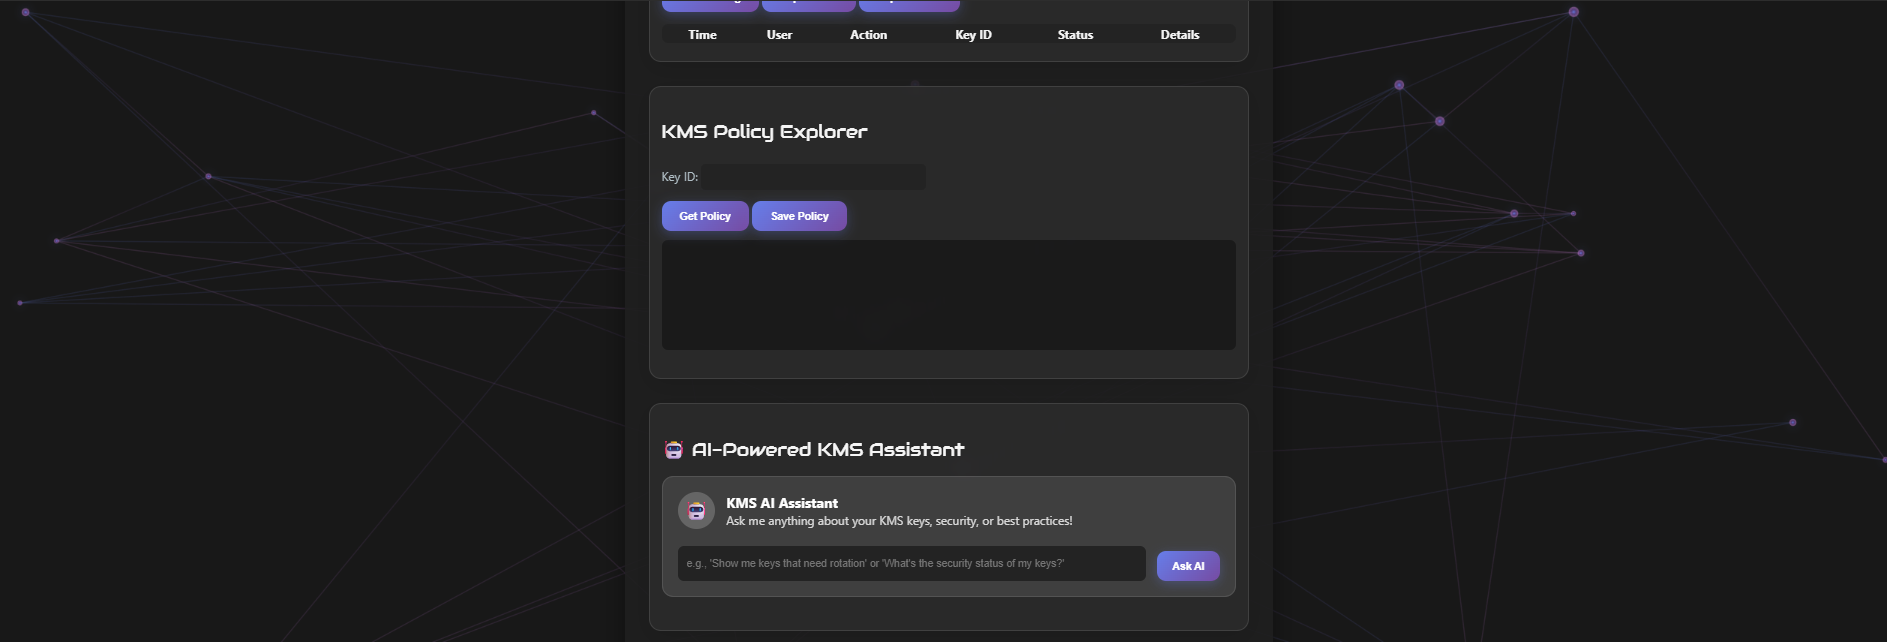 Time User Action Key ID Status Details
KMS Policy Explorer
Key ID:
Get Policy Save Policy
AI-Powered KMS Assistant
KMS AI Assistant
Ask me anything about your KMS keys, security, or best practices!
e.g., 'Show me keys that need rotation' or 'What's the security status of my keys?'
Ask AI